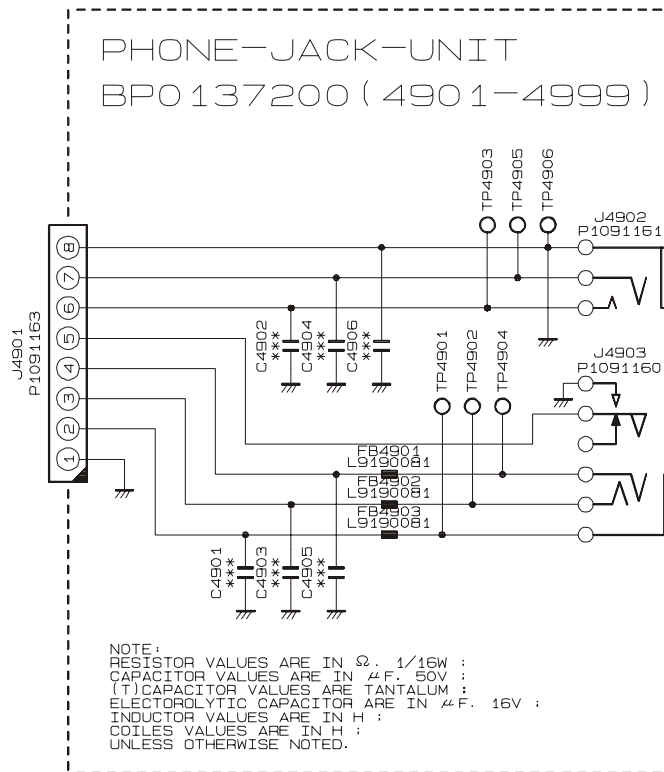 PHONE-JACK-UNIT
BP0137200(4901-4999)
TP4903
TP4905
TP4906
J4902
P1091161
J4901
P1091163
8
7
6
5
4
3
2
1
C4902
***
C4904
***
C4906
***
TP4901
TP4902
TP4904
J4903
P1091160
FB4901
L9190081
FB4902
L9190081
FB4903
L9190081
C4901
***
C4903
***
C4905
***
NOTE:
RESISTOR VALUES ARE IN Ω. 1/16W :
CAPACITOR VALUES ARE IN μF. 50V :
(T)CAPACITOR VALUES ARE TANTALUM :
ELECTOROLYTIC CAPACITOR ARE IN μF. 16V :
INDUCTOR VALUES ARE IN H :
COILES VALUES ARE IN H :
UNLESS OTHERWISE NOTED.